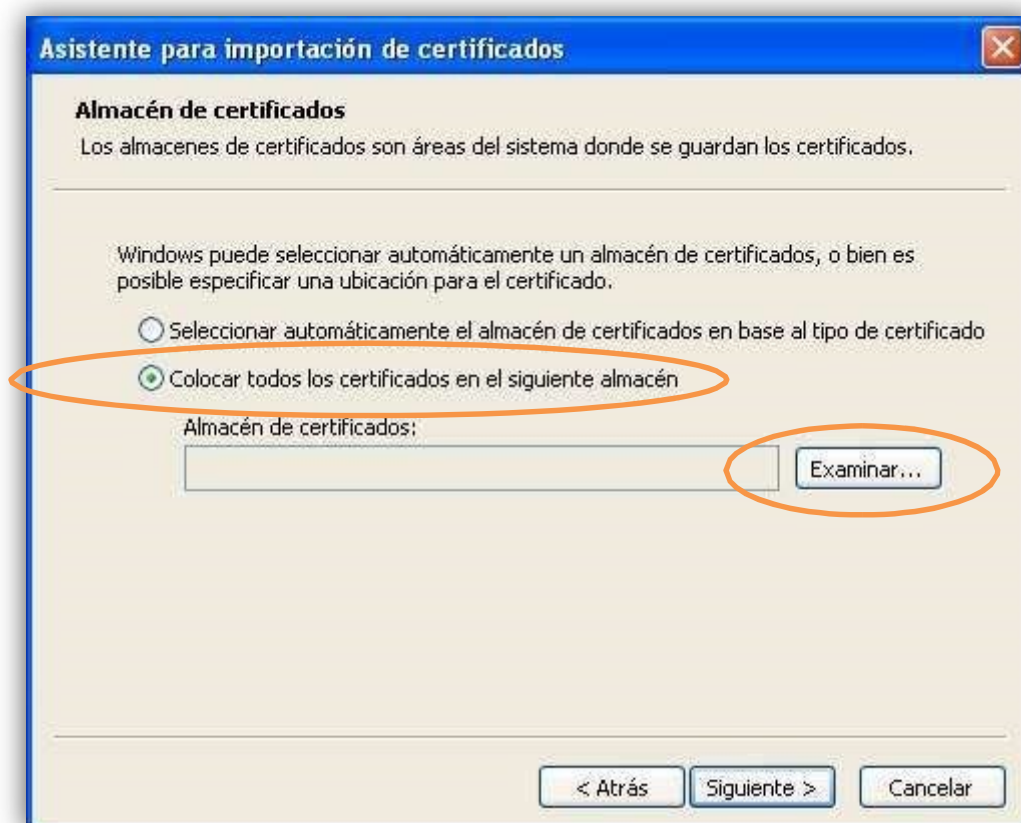 Asistente para importación de certificados
Almacén de certificados
Los almacenes de certificados son áreas del sistema donde se guardan los certificados.
Windows puede seleccionar automáticamente un almacén de certificados, o bien es
posible especificar una ubicación para el certificado.
Seleccionar automáticamente el almacén de certificados en base al tipo de certificado
Colocar todos los certificados en el siguiente almacén
Almacén de certificados:
Examinar...
< Atrás Siguiente > Cancelar